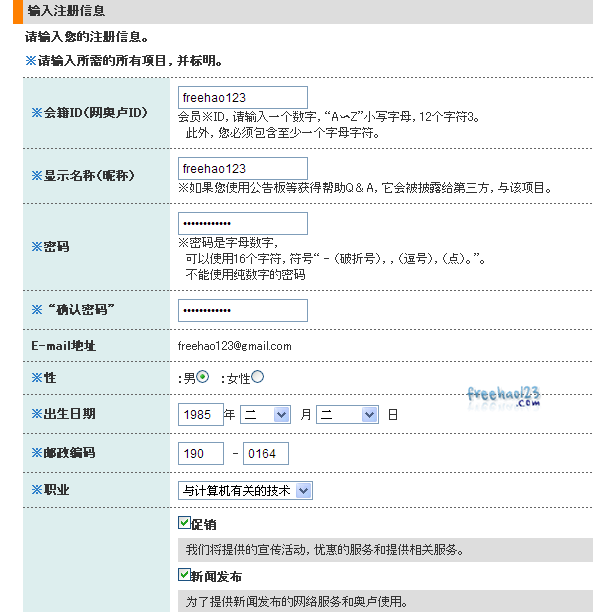 输入注册信息
请输入您的注册信息。
※请输入所需的所有项目，并标明。
※会籍ID(网奥卢ID)
freehao123
会员※ID，请输入一个数字，“A〜Z”小写字母，12个字符3。
此外，您必须包含至少一个字母字符。
※显示名称(昵称)
freehao123
※如果您使用公告板等获得帮助Q＆A，它会被披露给第三方，与该项目。
※密码
••••••••••••
※密码是字母数字，
可以使用16个字符，符号“－（破折号），，（逗号），（点）。”。
不能使用纯数字的密码
※“确认密码”
••••••••••••
E-mail地址
freehao123@gmail.com
※性
:男 :女性
※出生日期
1985年 二 月 二 日
※邮政编码
190 - 0164
※职业
与计算机有关的技术
促销
我们将提供的宣传活动，优惠的服务和提供相关服务。
新闻发布
为了提供新闻发布的网络服务和奥卢使用。
freehao123
.com